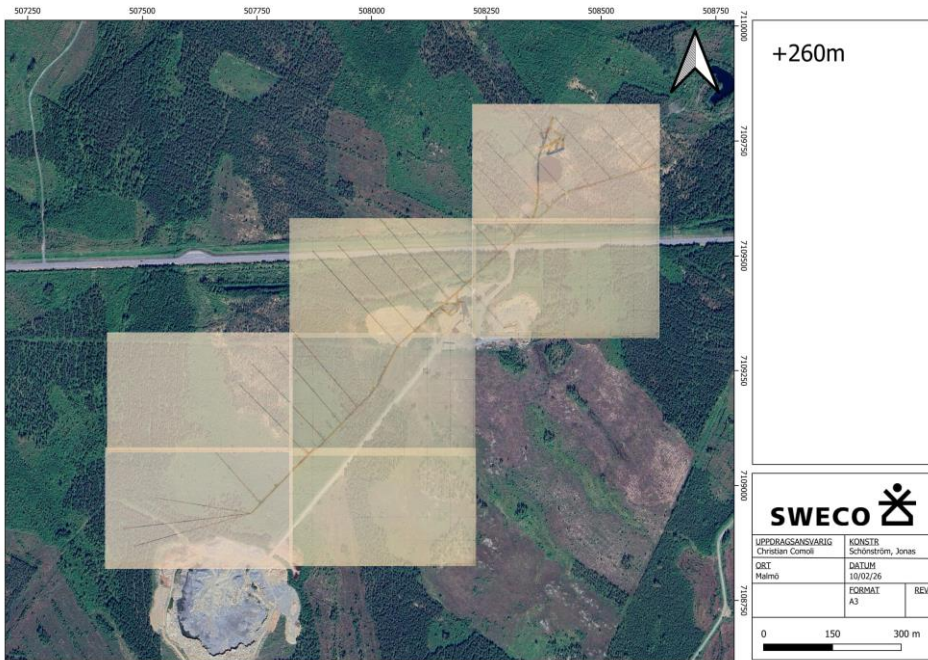 507250 507500 507750 508000 508250 508500 508750
7110000
7109750
7109500
7109250
7109000
7108750
+260m
SWECO
UPPDRAGSANSVARIG KONSTR
Christian Comoli Schönström, Jonas
ORT DATUM
Malmö 10/02/26
FORMAT REV
A3
0 150 300 m